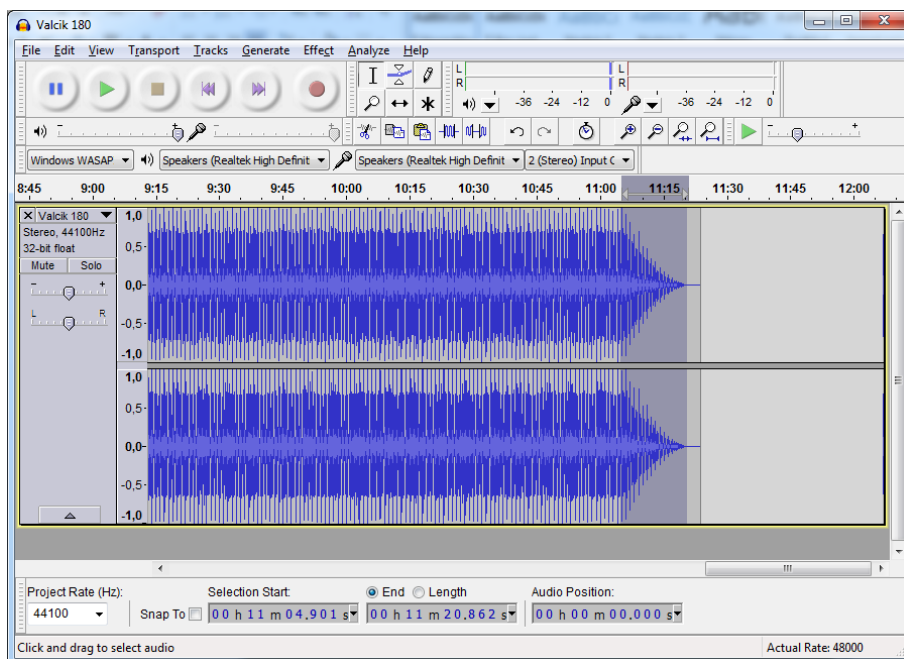 Valcik 180
File Edit View Transport Tracks Generate Effect Analyze Help
L
R
-36 -24 -12 0
L
R
-36 -24 -12 0
- +
- +
- +
Windows WASAP Speakers (Realtek High Definit Speakers (Realtek High Definit 2 (Stereo) Input C
8:45 9:00 9:15 9:30 9:45 10:00 10:15 10:30 10:45 11:00 11:15 11:30 11:45 12:00
X Valcik 180
Stereo, 44100Hz
32-bit float
Mute Solo
- +
L R
1,0
0,5-
0,0-
-0,5-
-1,0
1,0
0,5-
0,0-
-0,5-
-1,0
Project Rate (Hz): Selection Start: End Length Audio Position:
44100 Snap To 00 h 11 m 04.901 s 00 h 11 m 20.862 s 00 h 00 m 00.000 s
Click and drag to select audio Actual Rate: 48000